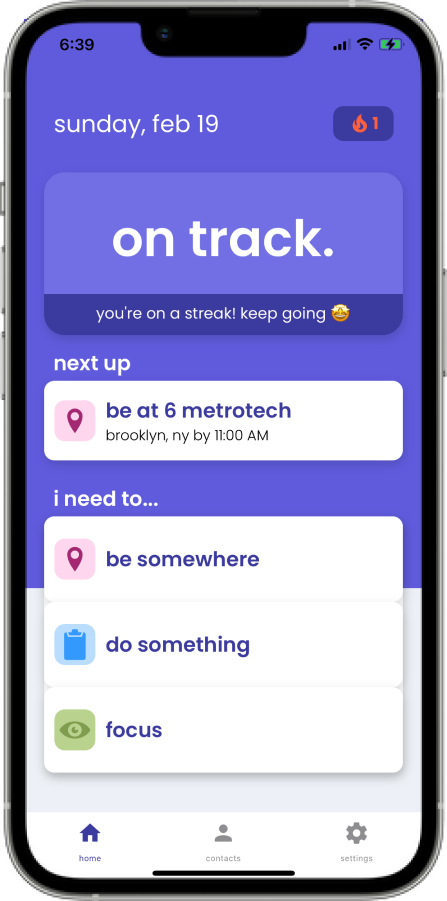 6:39
sunday, feb 19
1
on track.
you're on a streak! keep going 🤩
next up
be at 6 metrotech
brooklyn, ny by 11:00 AM
i need to...
be somewhere
do something
focus
home
contacts
settings